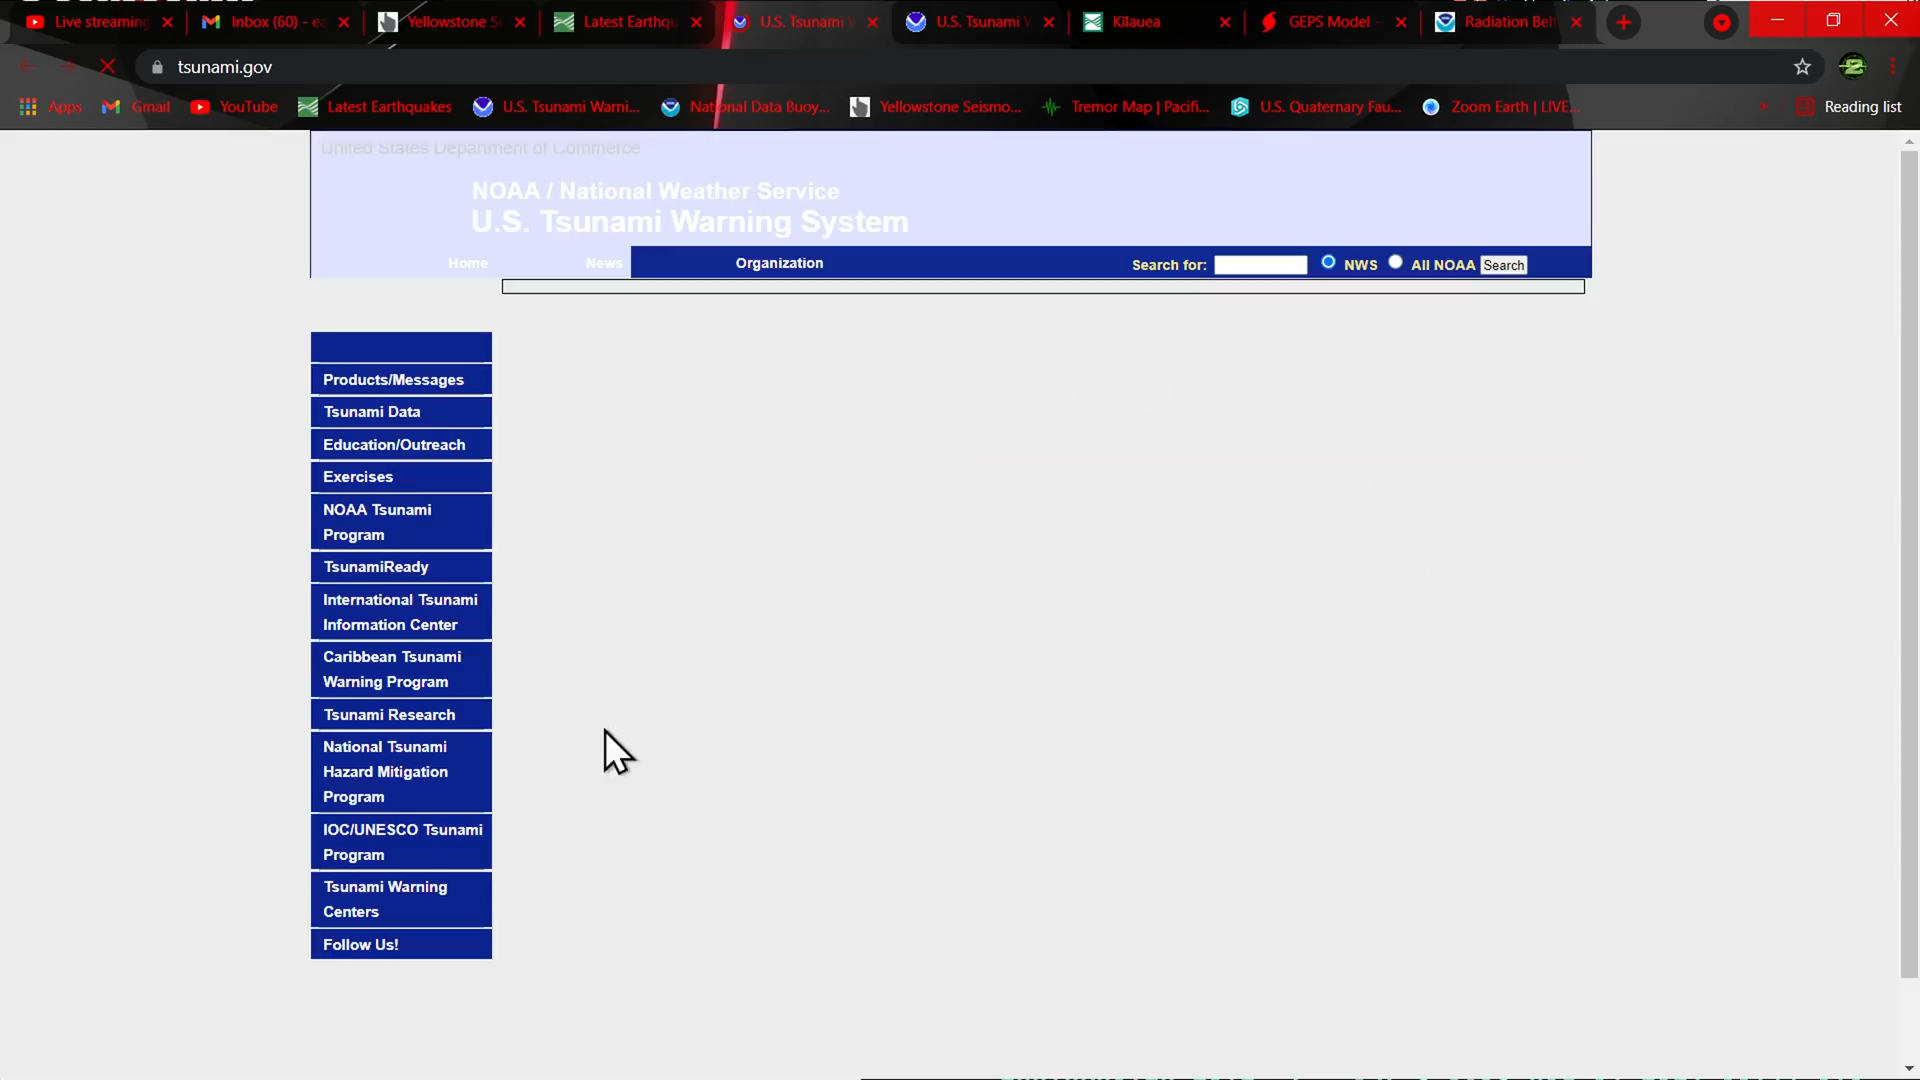 Live streaming
Inbox (60) - ea
Yellowstone S
Latest Earthqu
U.S. Tsunami V
U.S. Tsunami V
Kilauea
GEPS Model -
Radiation Bel
tsunami.gov
Apps
Gmail
YouTube
Latest Earthquakes
U.S. Tsunami Warni...
National Data Buoy...
Yellowstone Seismo...
Tremor Map | Pacifi...
U.S. Quaternary Fau...
Zoom Earth | LIVE...
Reading list
United States Department of Commerce
NOAA / National Weather Service
U.S. Tsunami Warning System
Home
News
Organization
Search for:
NWS
All NOAA
Search
Products/Messages
Tsunami Data
Education/Outreach
Exercises
NOAA Tsunami
Program
TsunamiReady
International Tsunami
Information Center
Caribbean Tsunami
Warning Program
Tsunami Research
National Tsunami
Hazard Mitigation
Program
IOC/UNESCO Tsunami
Program
Tsunami Warning
Centers
Follow Us!